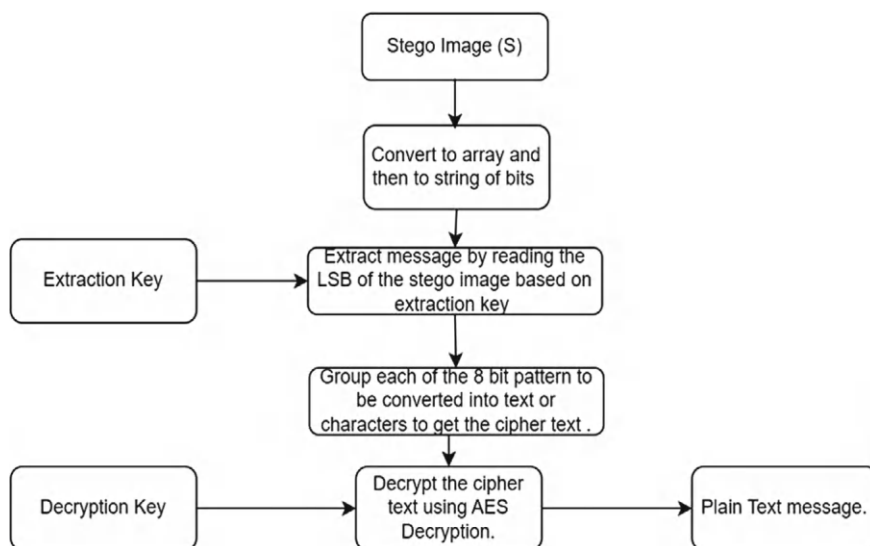 Stego Image (S)
Convert to array and
then to string of bits
Extraction Key
Extract message by reading the
LSB of the stego image based on
extraction key
Group each of the 8 bit pattern to
be converted into text or
characters to get the cipher text .
Decryption Key
Decrypt the cipher
text using AES
Decryption.
Plain Text message.